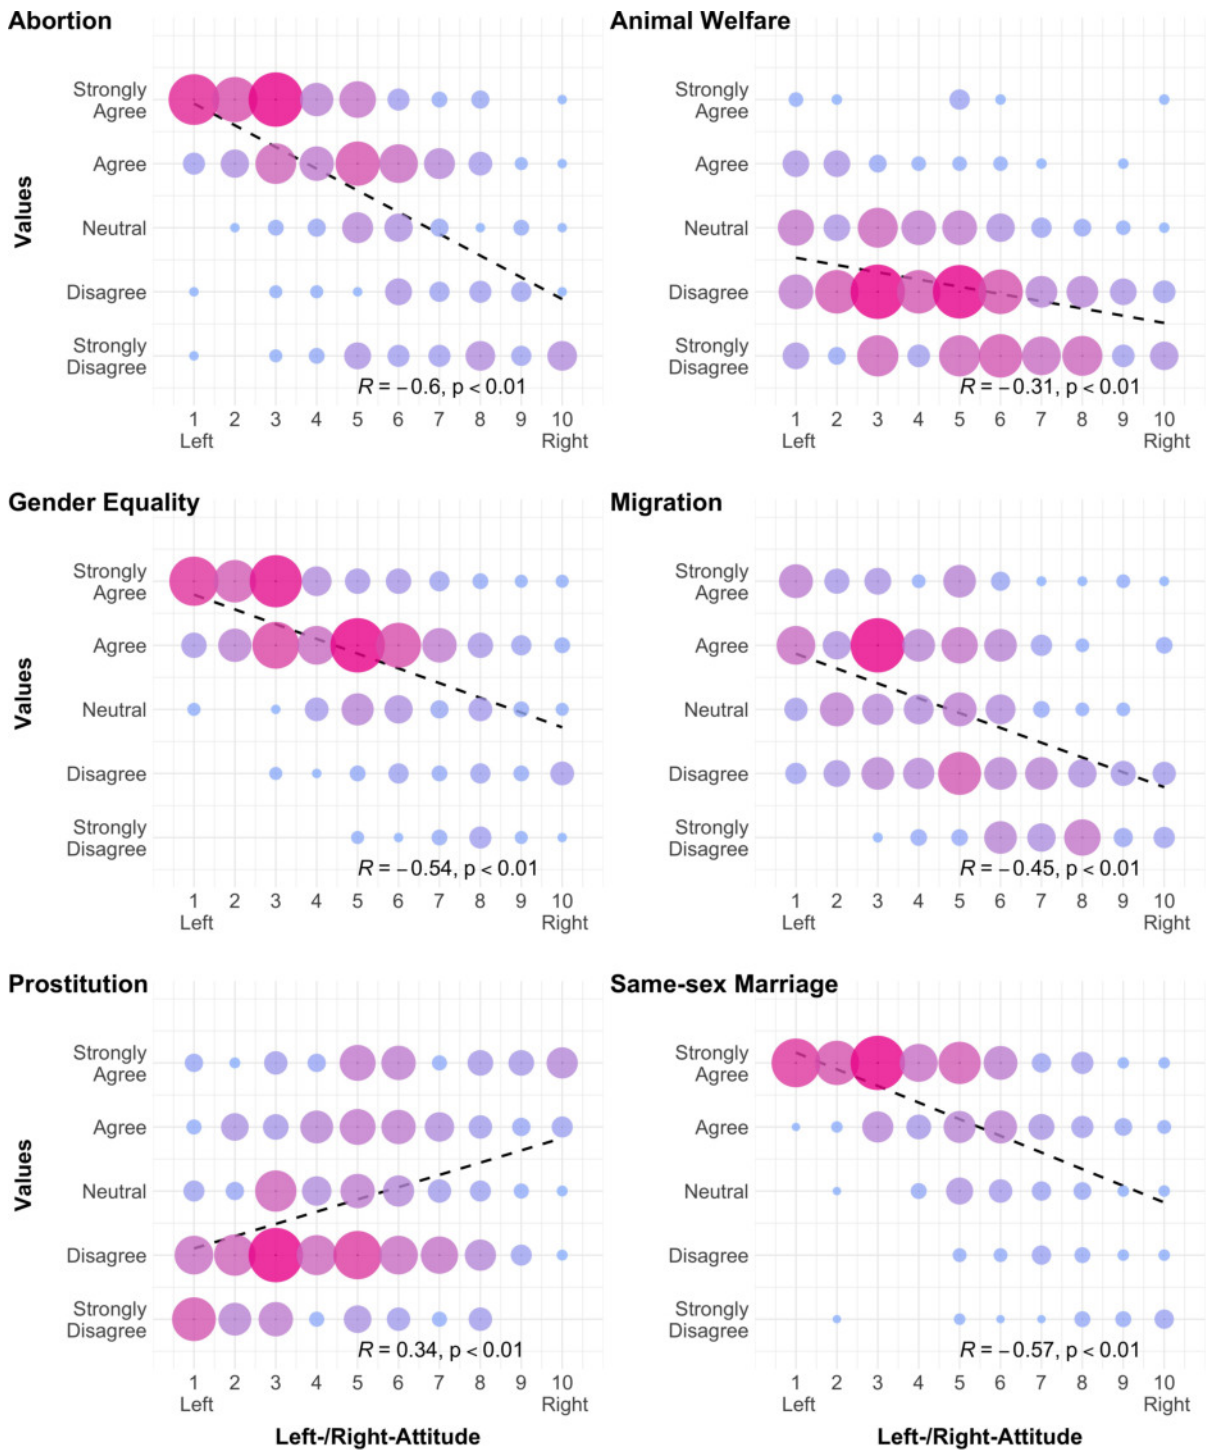 Abortion
Values
Strongly
Agree
Agree
Neutral
Disagree
Strongly
Disagree
R = −0.6, p < 0.01
1 2 3 4 5 6 7 8 9 10
Left Right
Animal Welfare
Strongly
Agree
Agree
Neutral
Disagree
Strongly
Disagree
R = −0.31, p < 0.01
1 2 3 4 5 6 7 8 9 10
Left Right
Gender Equality
Values
Strongly
Agree
Agree
Neutral
Disagree
Strongly
Disagree
R = −0.54, p < 0.01
1 2 3 4 5 6 7 8 9 10
Left Right
Migration
Strongly
Agree
Agree
Neutral
Disagree
Strongly
Disagree
R = −0.45, p < 0.01
1 2 3 4 5 6 7 8 9 10
Left Right
Prostitution
Values
Strongly
Agree
Agree
Neutral
Disagree
Strongly
Disagree
R = 0.34, p < 0.01
1 2 3 4 5 6 7 8 9 10
Left Right
Left-/Right-Attitude
Same-sex Marriage
Strongly
Agree
Agree
Neutral
Disagree
Strongly
Disagree
R = −0.57, p < 0.01
1 2 3 4 5 6 7 8 9 10
Left Right
Left-/Right-Attitude